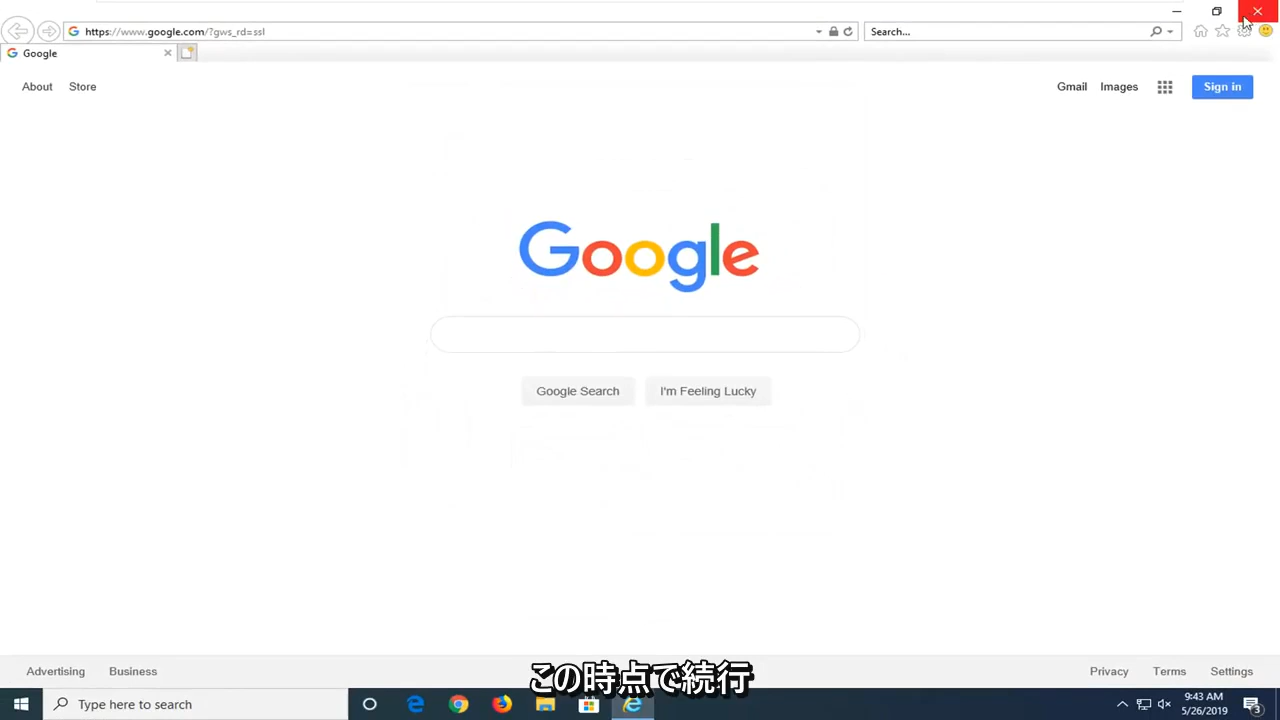 https://www.google.com/?gws_rd=ssl
Search...
Google
About
Store
Gmail
Images
Sign in
Google
Google Search
I'm Feeling Lucky
Advertising
Business
Privacy
Terms
Settings
この時点で続行
Type here to search
9:43 AM
5/26/2019
3